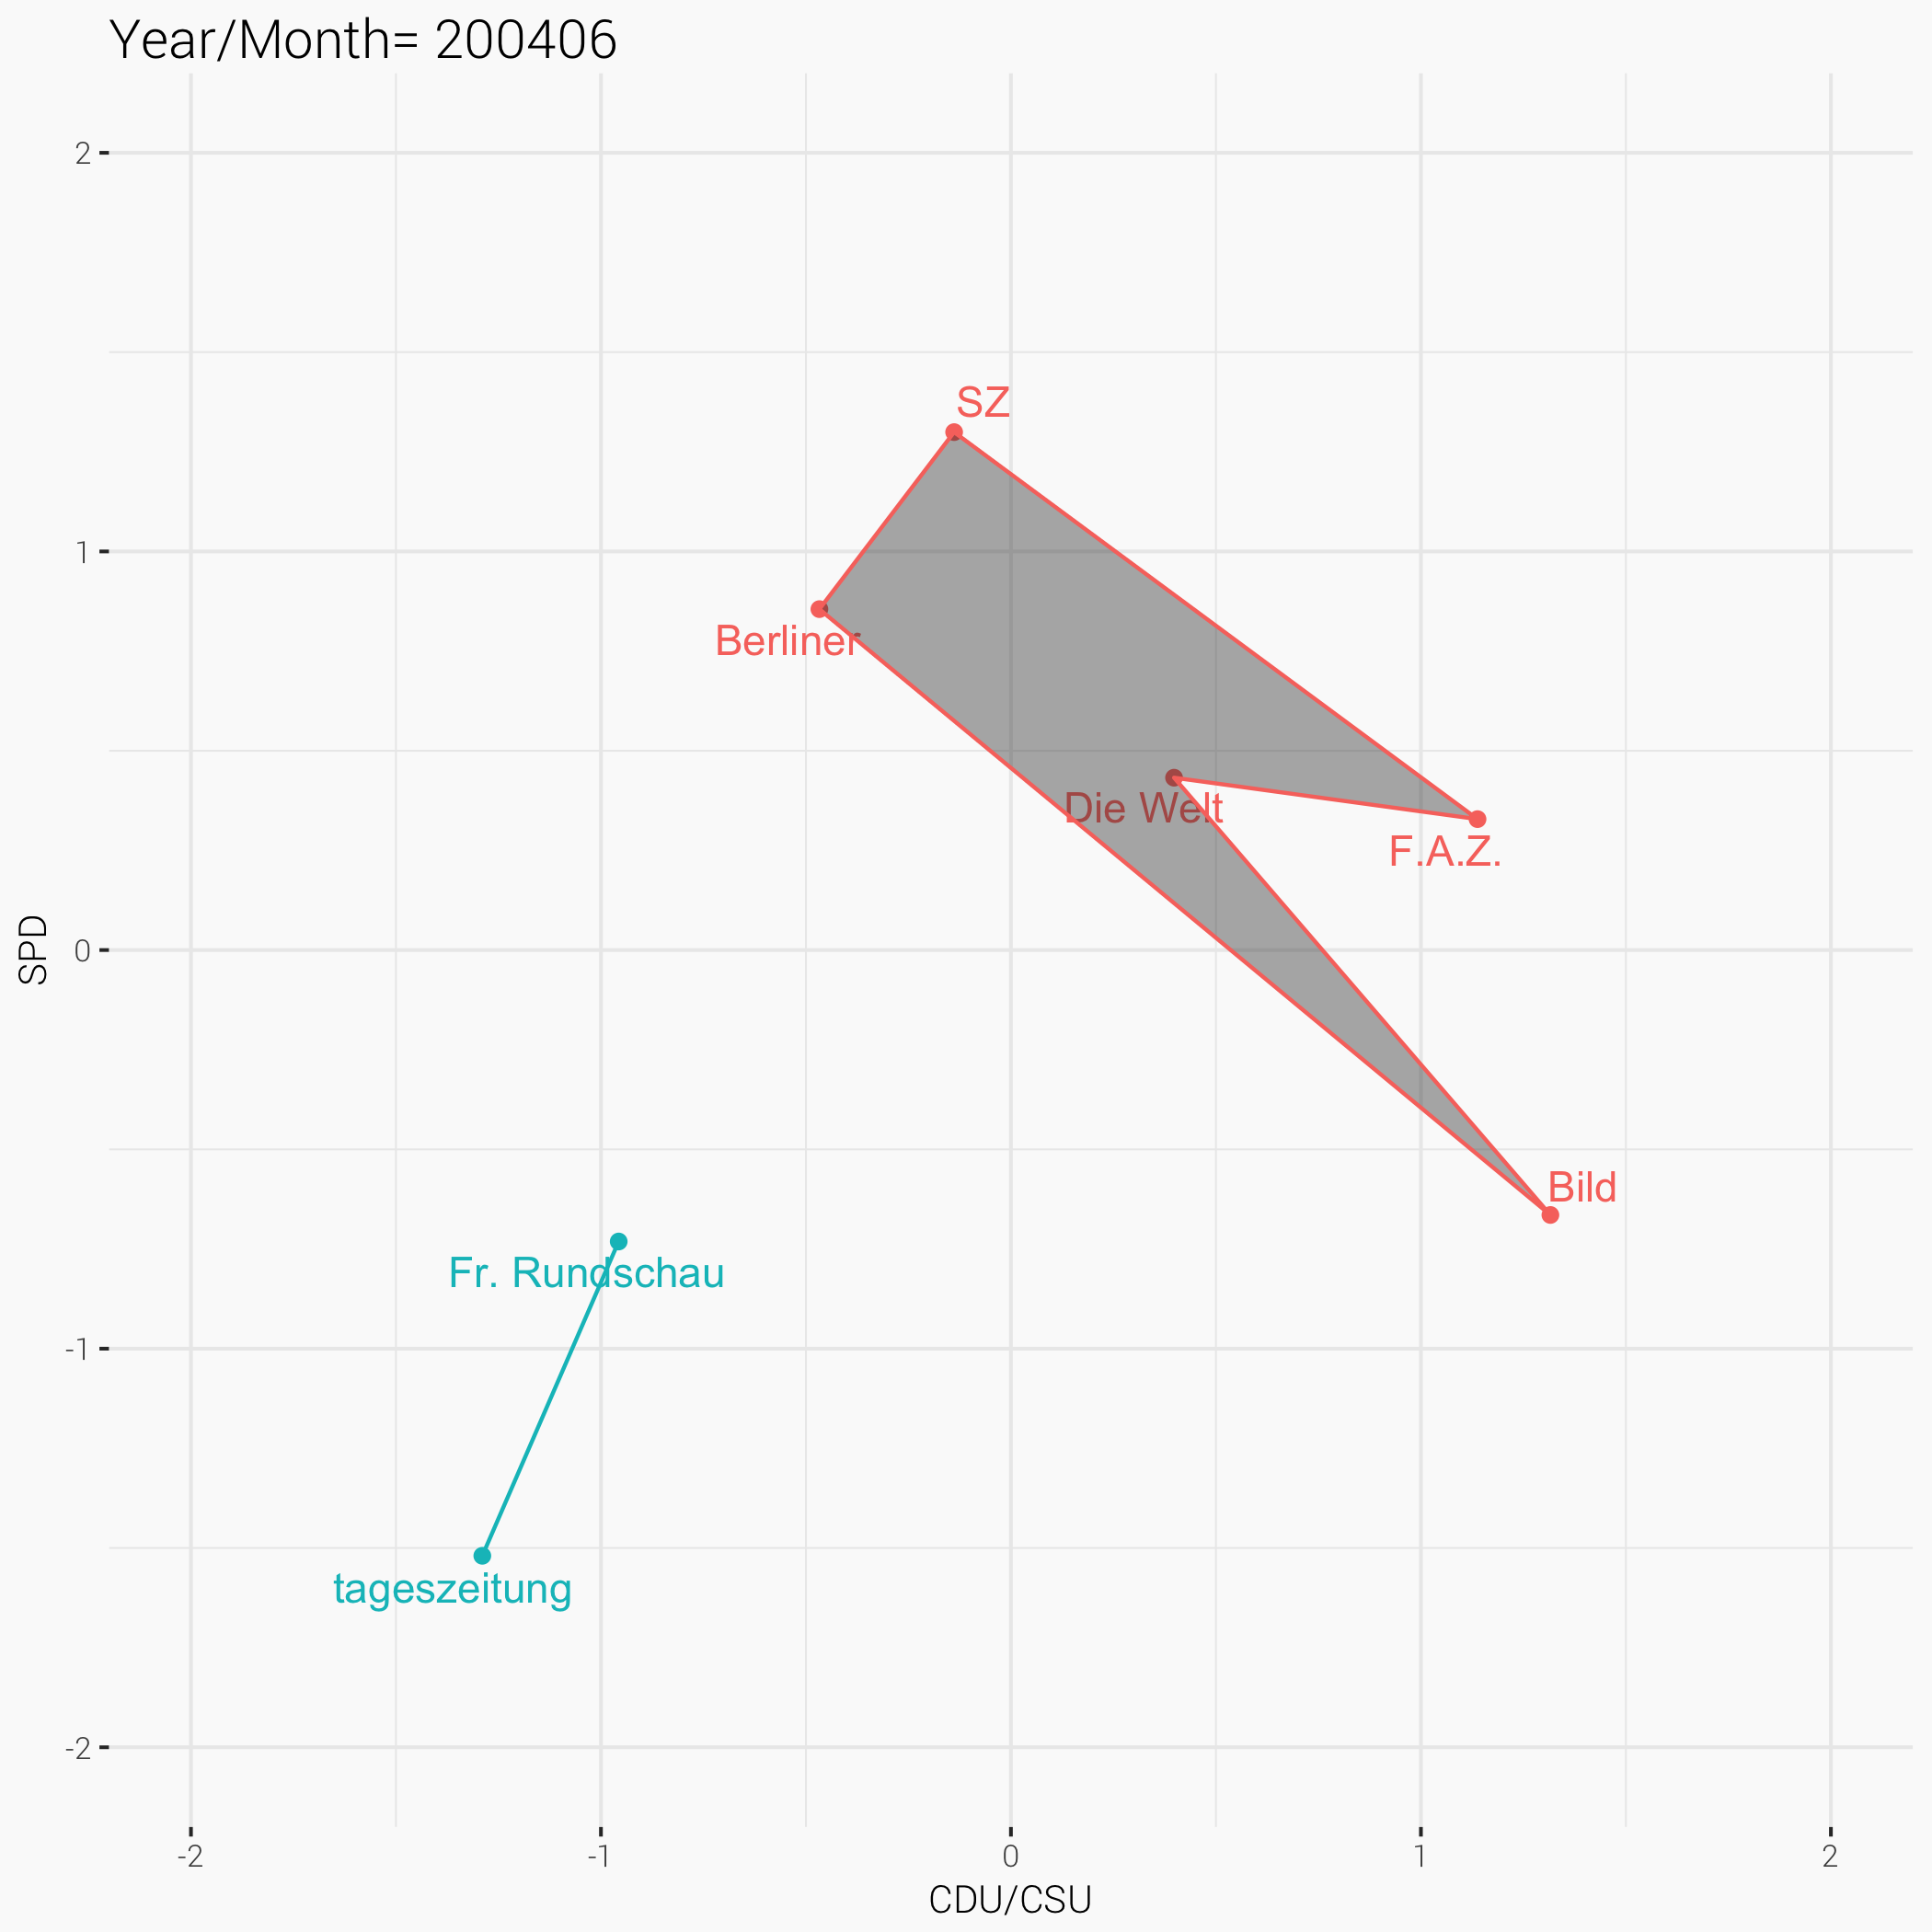 Year/Month= 200406
2
SZ
1
Berliner
Die Welt
F.A.Z.
SPD
0
Bild
Fr. Rundschau
-1
tageszeitung
-2
-2 -1 0 1 2
CDU/CSU